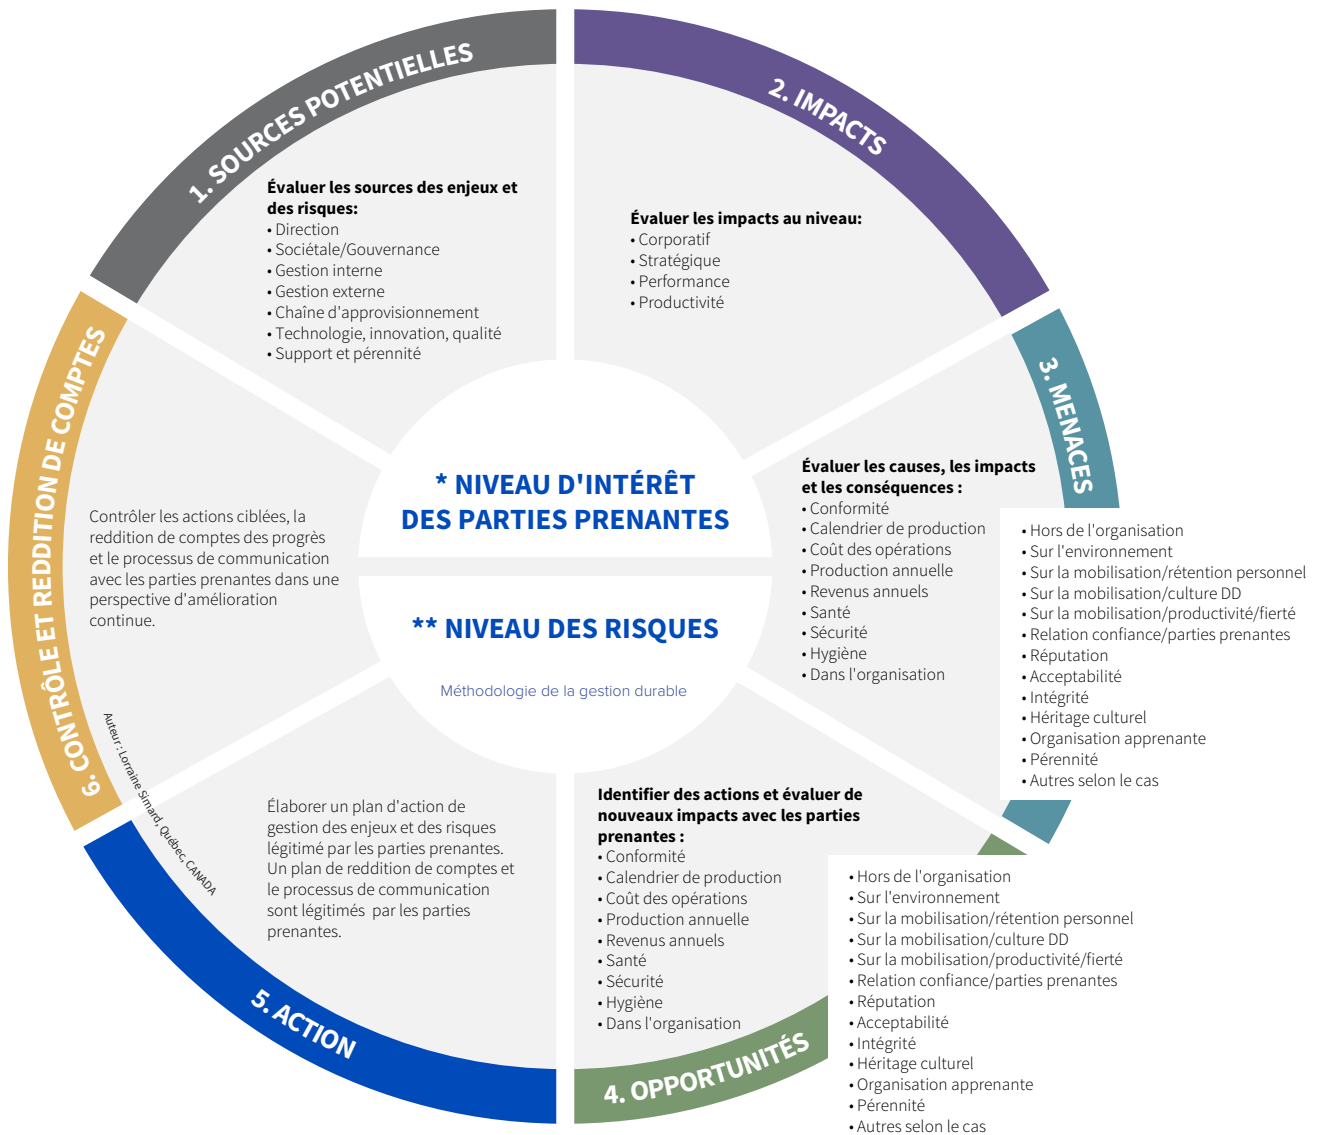 1. SOURCES POTENTIELLES
Évaluer les sources des enjeux et
des risques:
• Direction
• Sociétale/Gouvernance
• Gestion interne
• Gestion externe
• Chaîne d'approvisionnement
• Technologie, innovation, qualité
• Support et pérennité
2. IMPACTS
Évaluer les impacts au niveau:
• Corporatif
• Stratégique
• Performance
• Productivité
3. MENACES
Évaluer les causes, les impacts
et les conséquences :
• Conformité
• Calendrier de production
• Coût des opérations
• Production annuelle
• Revenus annuels
• Santé
• Sécurité
• Hygiène
• Dans l'organisation
• Hors de l'organisation
• Sur l'environnement
• Sur la mobilisation/rétention personnel
• Sur la mobilisation/culture DD
• Sur la mobilisation/productivité/fierté
• Relation confiance/parties prenantes
• Réputation
• Acceptabilité
• Intégrité
• Héritage culturel
• Organisation apprenante
• Pérennité
• Autres selon le cas
4. OPPORTUNITÉS
Identifier des actions et évaluer de
nouveaux impacts avec les parties
prenantes :
• Conformité
• Calendrier de production
• Coût des opérations
• Production annuelle
• Revenus annuels
• Santé
• Sécurité
• Hygiène
• Dans l'organisation
• Hors de l'organisation
• Sur l'environnement
• Sur la mobilisation/rétention personnel
• Sur la mobilisation/culture DD
• Sur la mobilisation/productivité/fierté
• Relation confiance/parties prenantes
• Réputation
• Acceptabilité
• Intégrité
• Héritage culturel
• Organisation apprenante
• Pérennité
• Autres selon le cas
5. ACTION
Élaborer un plan d'action de
gestion des enjeux et des risques
légitimé par les parties prenantes.
Un plan de reddition de comptes et
le processus de communication
sont légitimés par les parties
prenantes.
6. CONTRÔLE ET REDDITION DE COMPTES
Contrôler les actions ciblées, la
reddition de comptes des progrès
et le processus de communication
avec les parties prenantes dans une
perspective d'amélioration
continue.
* NIVEAU D'INTÉRÊT
DES PARTIES PRENANTES
** NIVEAU DES RISQUES
Méthodologie de la gestion durable
Auteur : Lorraine Simard, Québec, CANADA